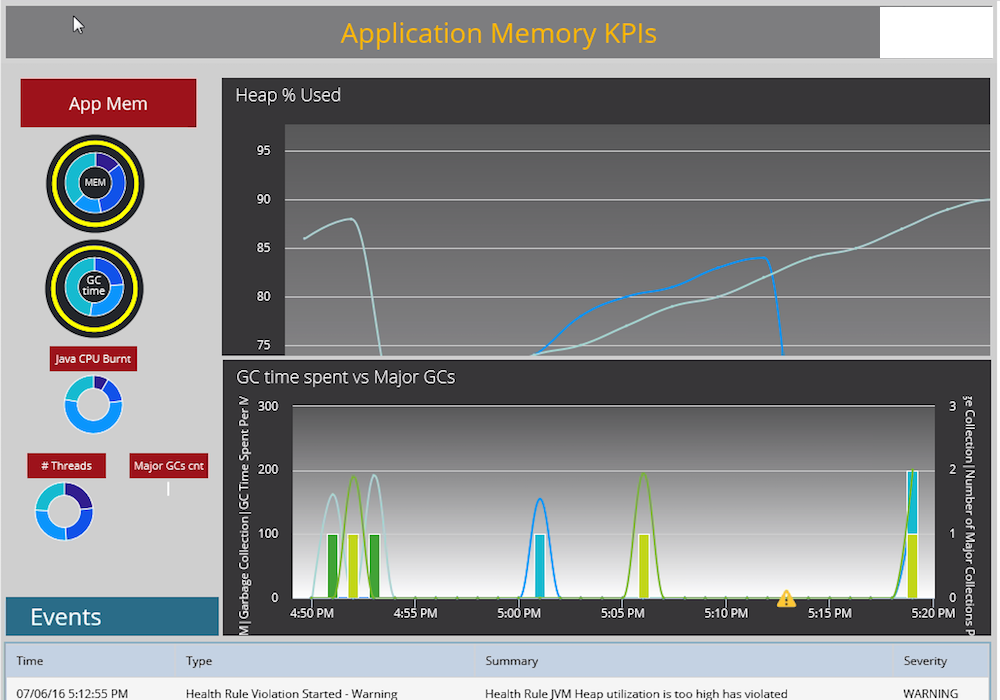 Application Memory KPIs
App Mem
MEM
GC
time
Java CPU Burnt
# Threads
Major GCs cnt
Heap % Used
95
90
85
80
75
GC time spent vs Major GCs
M| Garbage Collection|GC Time Spent Per M
300
200
100
0
3
2
1
0
Collection|Number of Major Collections P
4:50 PM 4:55 PM 5:00 PM 5:05 PM 5:10 PM 5:15 PM 5:20 PM
Events
Time Type Summary Severity
07/06/16 5:12:55 PM Health Rule Violation Started - Warning Health Rule JVM Heap utilization is too high has violated WARNING